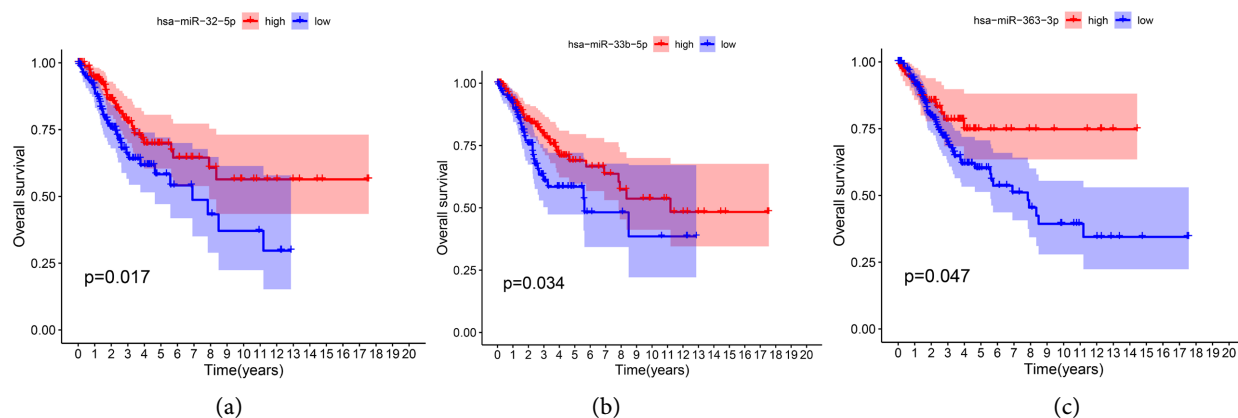 hsa-miR-32-5p high low
Overall survival
1.00
0.75
0.50
0.25
0.00
p=0.017
0 1 2 3 4 5 6 7 8 9 10 11 12 13 14 15 16 17 18 19 20
Time(years)
(a)
hsa-miR-33b-5p high low
Overall survival
1.00
0.75
0.50
0.25
0.00
p=0.034
0 1 2 3 4 5 6 7 8 9 10 11 12 13 14 15 16 17 18 19 20
Time(years)
(b)
hsa-miR-363-3p high low
Overall survival
1.00
0.75
0.50
0.25
0.00
p=0.047
0 1 2 3 4 5 6 7 8 9 10 11 12 13 14 15 16 17 18 19 20
Time(years)
(c)